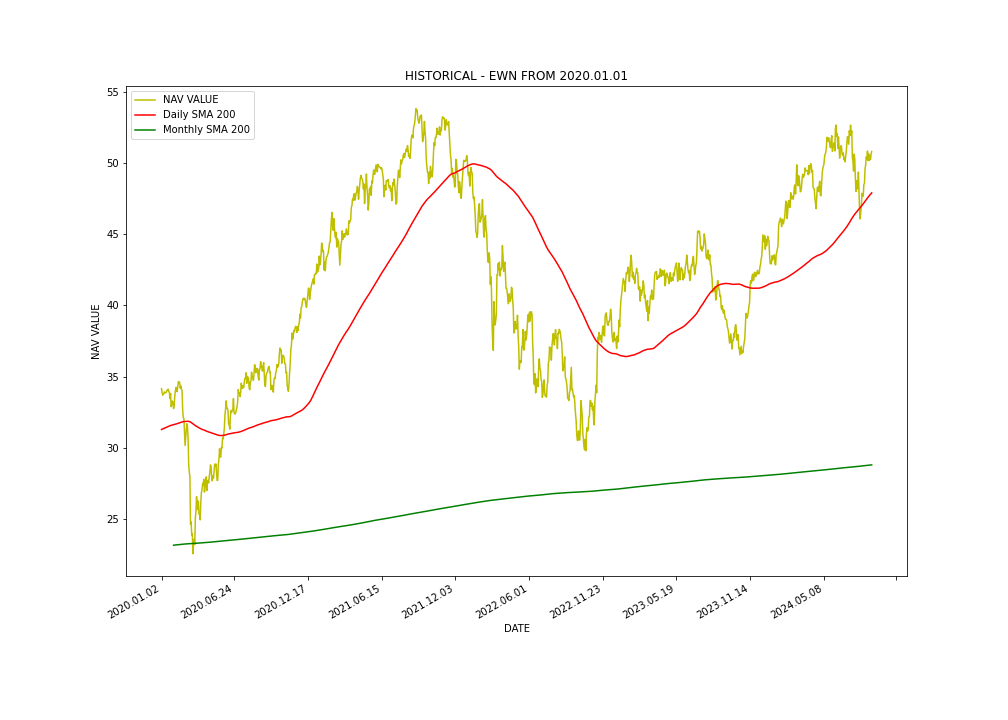 HISTORICAL - EWN FROM 2020.01.01
NAV VALUE
Daily SMA 200
Monthly SMA 200
55
50
45
40
35
30
25
NAV VALUE
2020.01.02
2020.06.24
2020.12.17
2021.06.15
2021.12.03
2022.06.01
2022.11.23
2023.05.19
2023.11.14
2024.05.08
DATE